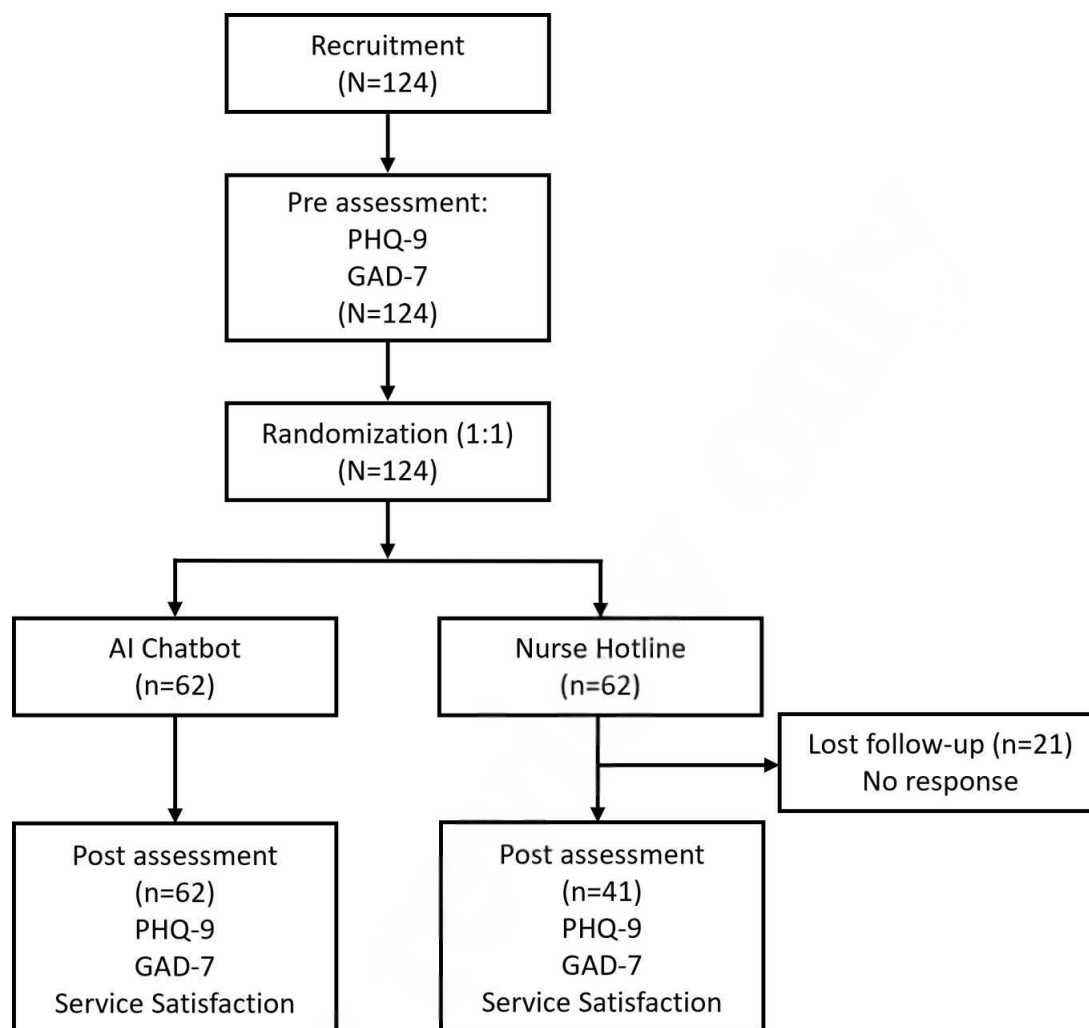 Recruitment
(N=124)
Pre assessment:
PHQ-9
GAD-7
(N=124)
Randomization (1:1)
(N=124)
AI Chatbot
(n=62)
Nurse Hotline
(n=62)
Lost follow-up (n=21)
No response
Post assessment
(n=62)
PHQ-9
GAD-7
Service Satisfaction
Post assessment
(n=41)
PHQ-9
GAD-7
Service Satisfaction